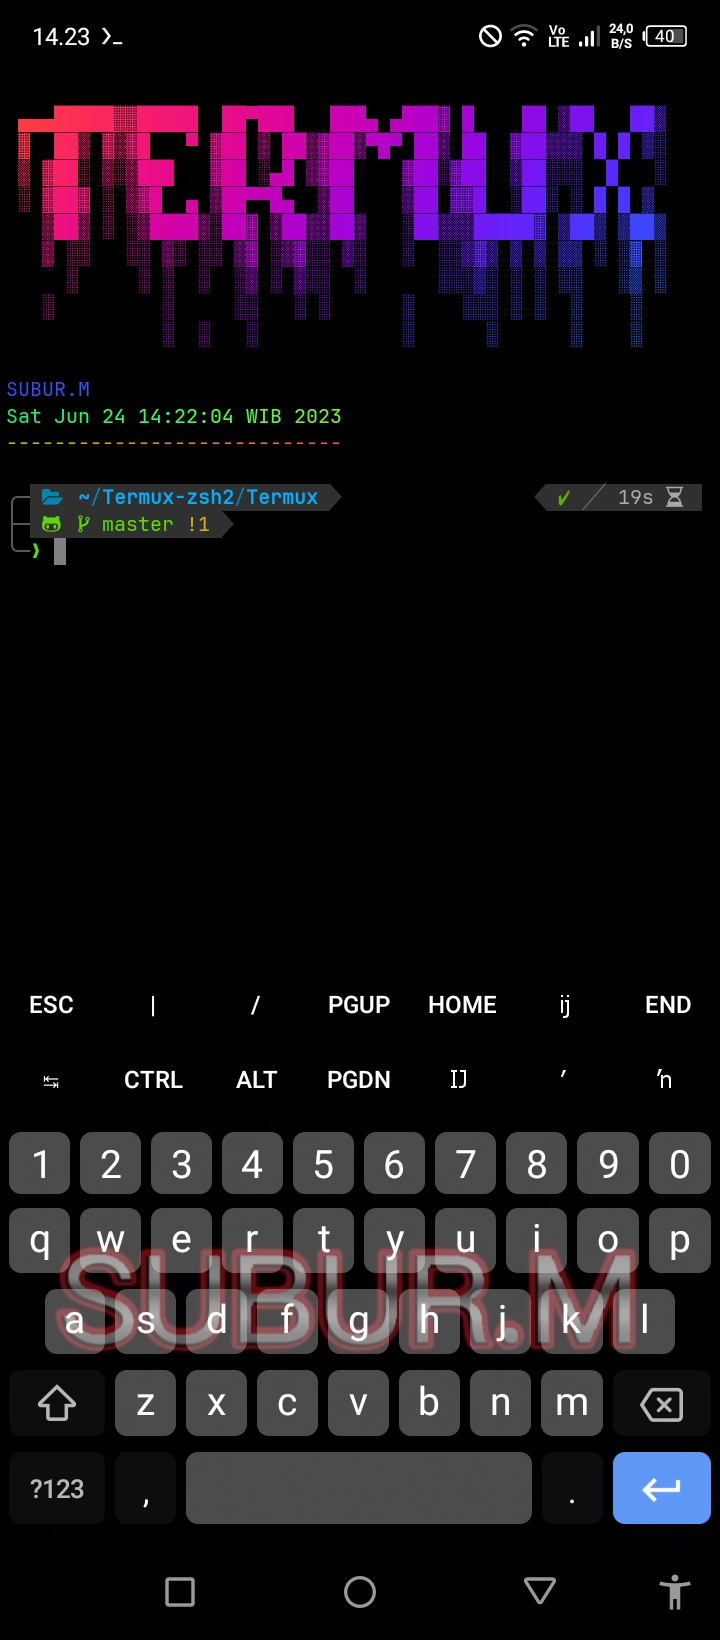 14.23
Vo LTE
24,0 B/S
40
TERMUX
SUBUR.M
Sat Jun 24 14:22:04 WIB 2023
----------------------------
~/Termux-zsh2/Termux
✔ 19s
master !1
❯
ESC | / PGUP HOME ij END
↹ CTRL ALT PGDN IJ ′ ŉ
1 2 3 4 5 6 7 8 9 0
q w e r t y u i o p
SUBUR.M
a s d f g h j k l
z x c v b n m
?123 , .